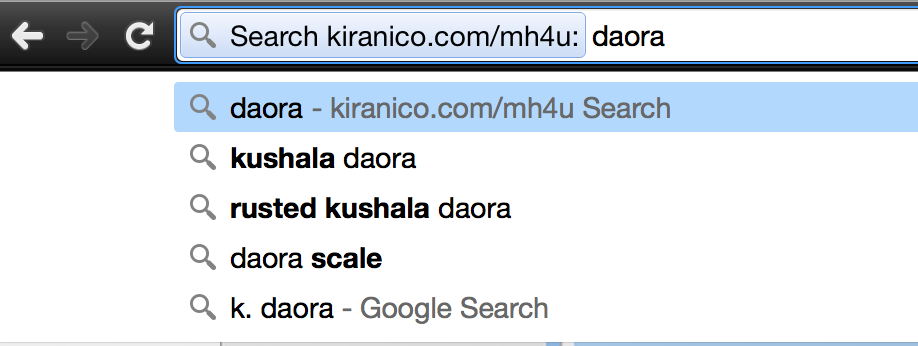 Search kiranico.com/mh4u: daora
daora - kiranico.com/mh4u Search
kushala daora
rusted kushala daora
daora scale
k. daora - Google Search